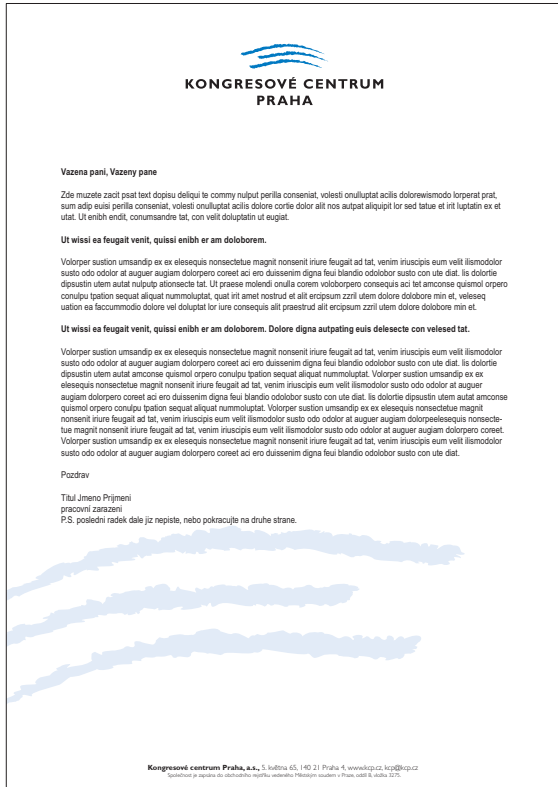 KONGRESOVÉ CENTRUM
PRAHA
Vazena pani, Vazeny pane
Zde muzete zacit psat text dopisu deliqui te commy nulput perilla conseniat, volesti onulluptat acilis dolorewismodo lorperat prat,
sum adip euisi perilla conseniat, volesti onulluptat acilis dolore cortie dolor alit nos autpat aliquipit lor sed tatue et irit luptatin ex et
utat. Ut enibh endit, conumsandre tat, con velit doluptatin ut eugiat.
Ut wissi ea feugait venit, quissi enibh er am doloborem.
Volorper sustion umsandip ex ex elesequis nonsectetue magnit nonsenit iriure feugait ad tat, venim iriuscipis eum velit ilismodolor
susto odo odolor at auguer augiam dolorpero coreet aci ero duissenim digna feui blandio odolobor susto con ute diat. Iis dolortie
dipsustin utem autat nulputp ationsecte tat. Ut praese molendi onulla corem voloborpero consequis aci tet amconse quismol orpero
conulpu tpation sequat aliquat nummoluptat, quat irit amet nostrud et alit ercipsum zzril utem dolore dolobore min et, veleseq
uation ea faccummodio dolore vel doluptat lor iure consequis alit praestrud alit ercipsum zzril utem dolore dolobore min et.
Ut wissi ea feugait venit, quissi enibh er am doloborem. Dolore digna autpating euis delesecte con velesed tat.
Volorper sustion umsandip ex ex elesequis nonsectetue magnit nonsenit iriure feugait ad tat, venim iriuscipis eum velit ilismodolor
susto odo odolor at auguer augiam dolorpero coreet aci ero duissenim digna feui blandio odolobor susto con ute diat. Iis dolortie
dipsustin utem autat amconse quismol orpero conulpu tpation sequat aliquat nummoluptat. Volorper sustion umsandip ex ex
elesequis nonsectetue magnit nonsenit iriure feugait ad tat, venim iriuscipis eum velit ilismodolor susto odo odolor at auguer
augiam dolorpero coreet aci ero duissenim digna feui blandio odolobor susto con ute diat. Iis dolortie dipsustin utem autat amconse
quismol orpero conulpu tpation sequat aliquat nummoluptat. Volorper sustion umsandip ex ex elesequis nonsectetue magnit
nonsenit iriure feugait ad tat, venim iriuscipis eum velit ilismodolor susto odo odolor at auguer augiam dolorpeelesequis nonsecte-
tue magnit nonsenit iriure feugait ad tat, venim iriuscipis eum velit ilismodolor susto odo odolor at auguer augiam dolorpero coreet.
Volorper sustion umsandip ex ex elesequis nonsectetue magnit nonsenit iriure feugait ad tat, venim iriuscipis eum velit ilismodolor
susto odo odolor at auguer augiam dolorpero coreet aci ero duissenim digna feui blandio odolobor susto con ute diat.
Pozdrav
Titul Jmeno Prijmeni
pracovní zarazeni
P.S. posledni radek dale jiz nepiste, nebo pokracujte na druhe strane.
Kongresové centrum Praha, a.s., 5. května 65, 140 21 Praha 4, www.kcp.cz, kcp@kcp.cz
Společnost je zapsána do obchodního rejstříku vedeného Městským soudem v Praze, oddíl B, vložka 3275.